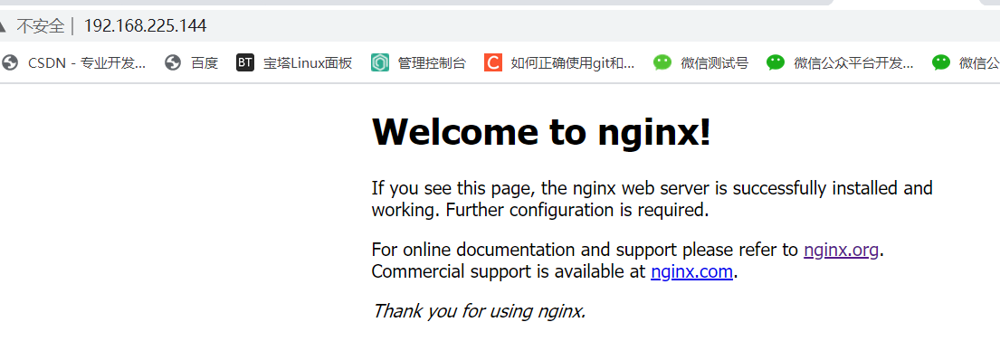 不安全 | 192.168.225.144
CSDN - 专业开发... 百度 BT 宝塔Linux面板 管理控制台 C 如何正确使用git和... 微信测试号 微信公众平台开发... 微信公
Welcome to nginx!
If you see this page, the nginx web server is successfully installed and
working. Further configuration is required.
For online documentation and support please refer to nginx.org.
Commercial support is available at nginx.com.
Thank you for using nginx.